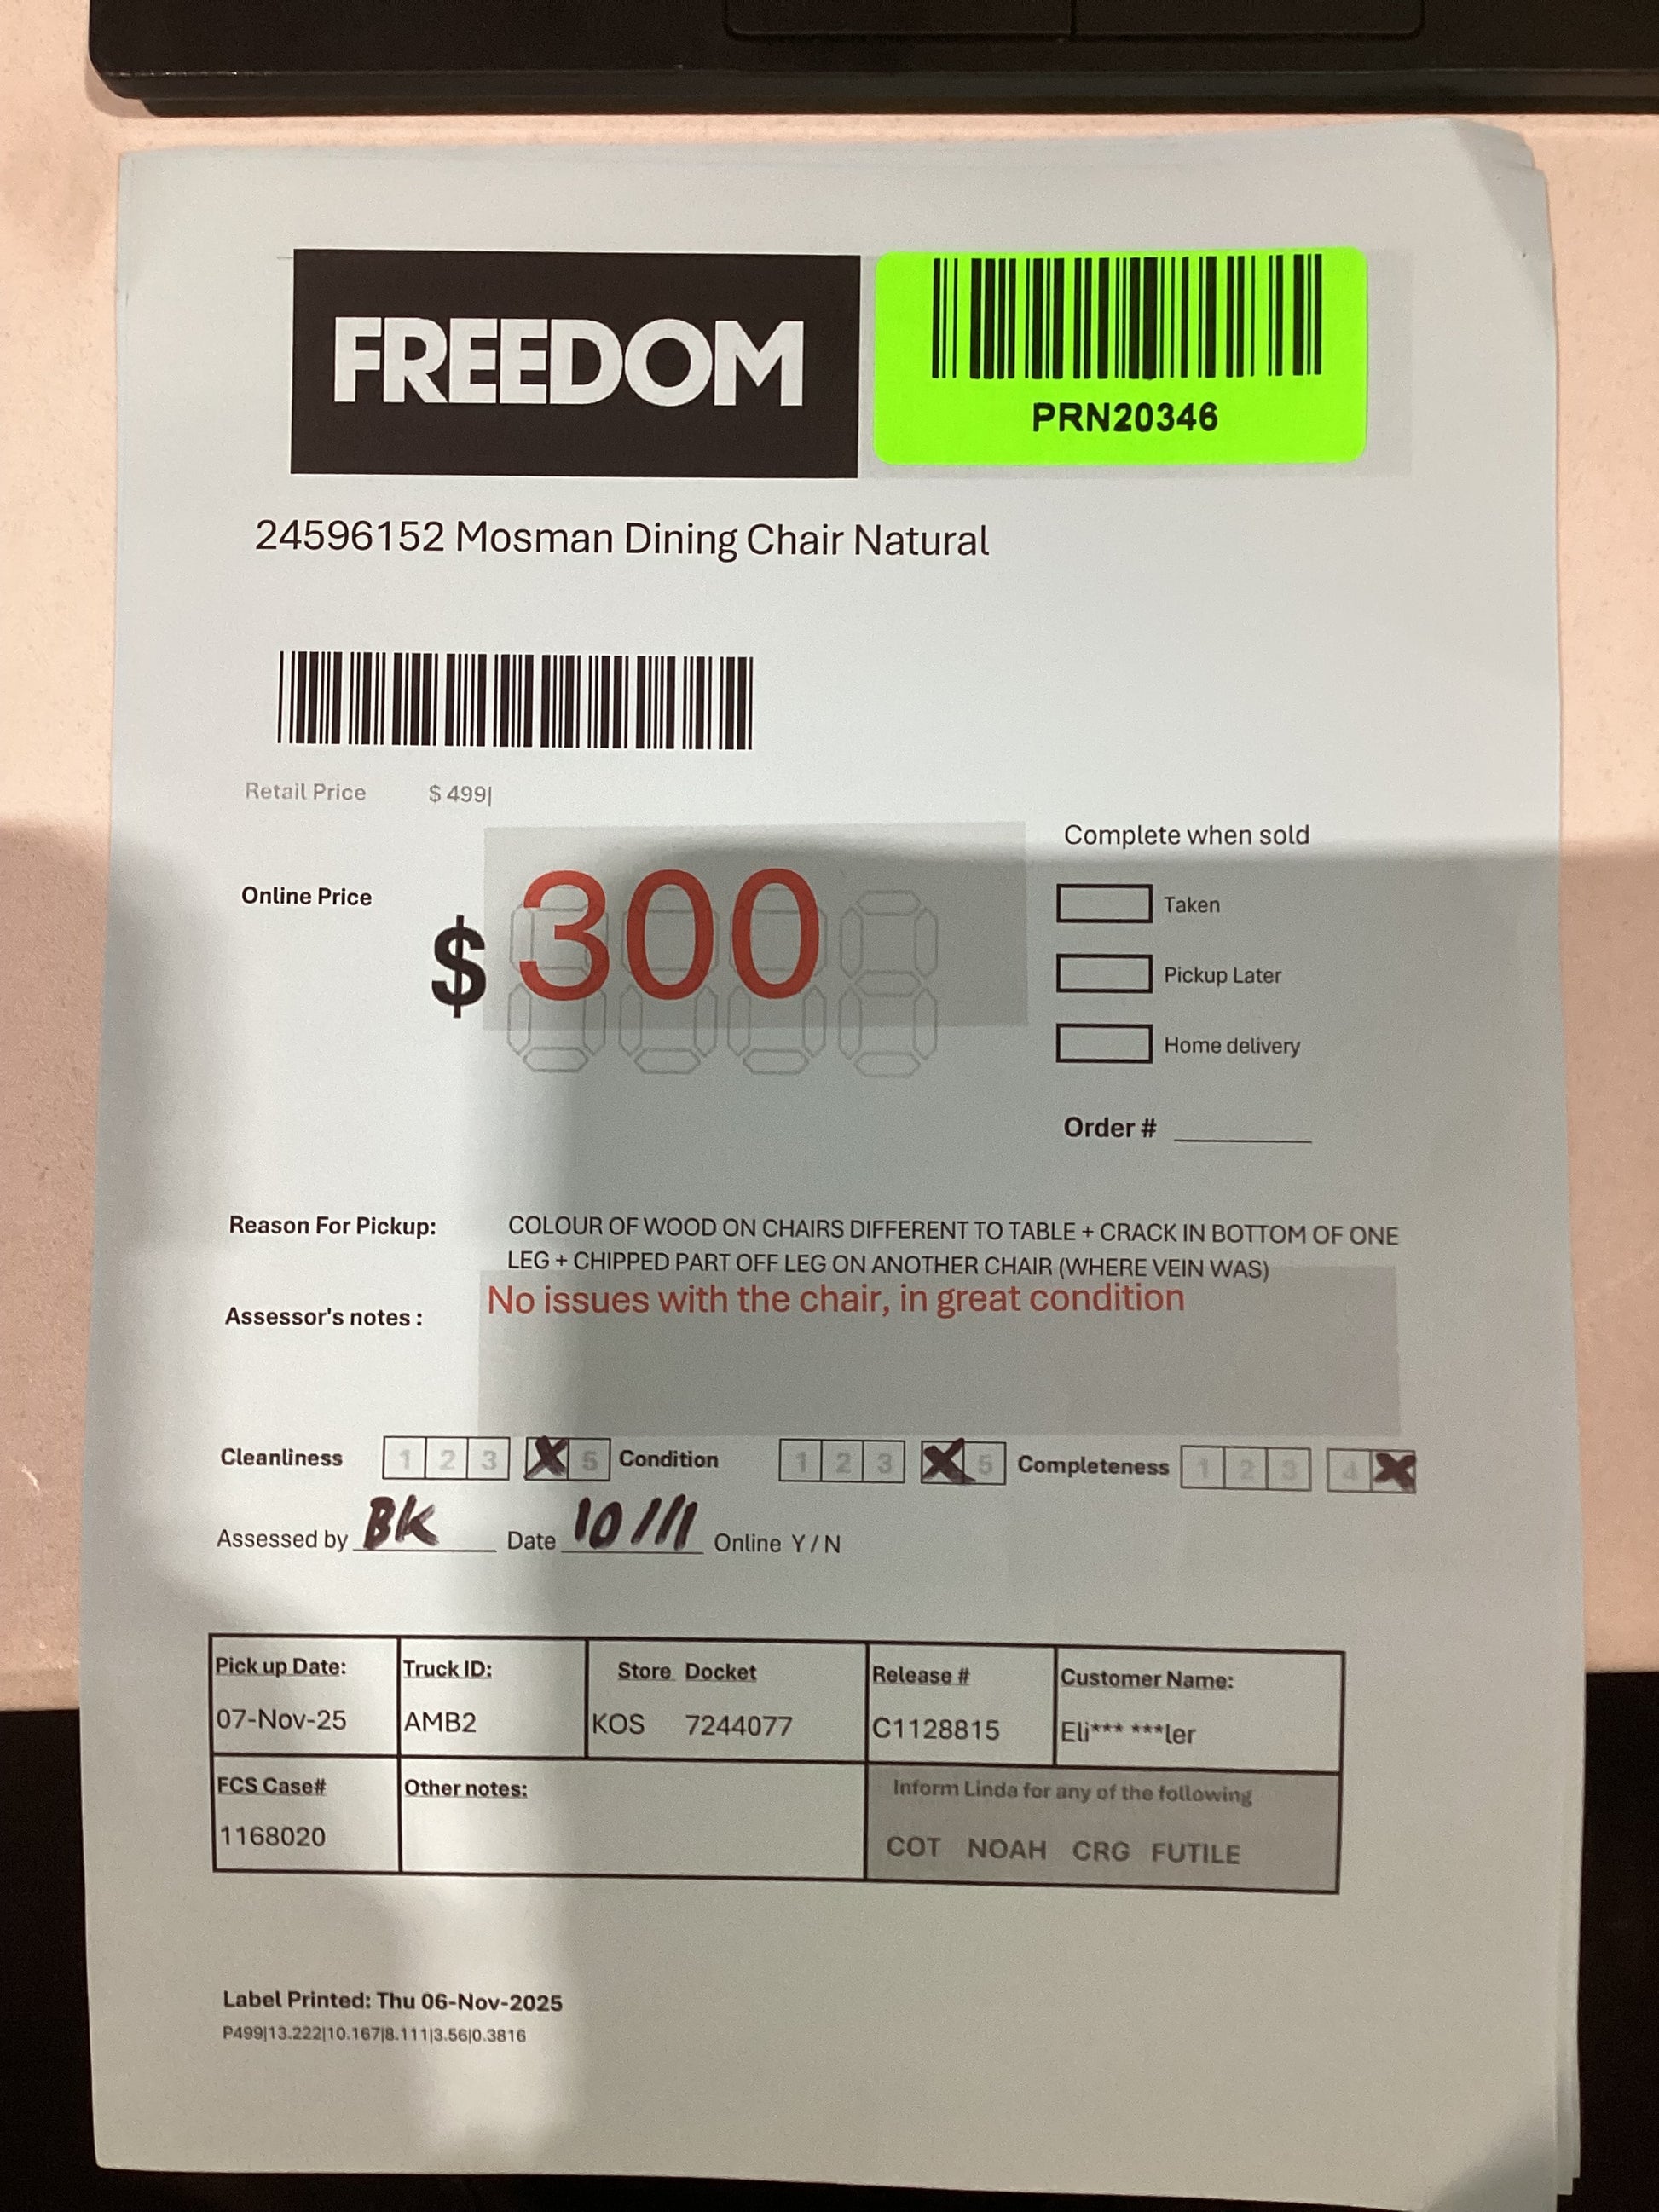 FREEDOM
PRN20346
24596152 Mosman Dining Chair Natural
Retail Price $ 499|
Complete when sold
Online Price $ 300
Taken
Pickup Later
Home delivery
Order #
Reason For Pickup: COLOUR OF WOOD ON CHAIRS DIFFERENT TO TABLE + CRACK IN BOTTOM OF ONE
LEG + CHIPPED PART OFF LEG ON ANOTHER CHAIR (WHERE VEIN WAS)
Assessor's notes : No issues with the chair, in great condition
Cleanliness 1 2 3 X 5 Condition 1 2 3 X 5 Completeness 1 2 3 4 X
Assessed by BK Date 10/11 Online Y / N
Pick up Date: Truck ID: Store Docket Release # Customer Name:
07-Nov-25 AMB2 KOS 7244077 C1128815 Eli*** ***ler
FCS Case# Other notes: Inform Linda for any of the following
1168020 COT NOAH CRG FUTILE
Label Printed: Thu 06-Nov-2025
P499|13.222|10.167|8.111|3.56|0.3816